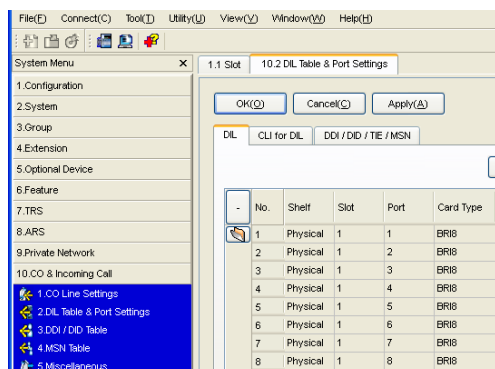 File(F) Connect(C) Tool(T) Utility(U) View(V) Window(W) Help(H)
System Menu x
1.1 Slot 10.2 DIL Table & Port Settings
1.Configuration
2.System
3.Group
4.Extension
5.Optional Device
6.Feature
7.TRS
8.ARS
9.Private Network
10.CO & Incoming Call
1.CO Line Settings
2.DIL Table & Port Settings
3.DDI / DID Table
4.MSN Table
5.Miscellaneous
OK(O) Cancel(C) Apply(A)
DIL CLI for DIL DDI / DID / TIE / MSN
- No. Shelf Slot Port Card Type
1 Physical 1 1 BRI8
2 Physical 1 2 BRI8
3 Physical 1 3 BRI8
4 Physical 1 4 BRI8
5 Physical 1 5 BRI8
6 Physical 1 6 BRI8
7 Physical 1 7 BRI8
8 Physical 1 8 BRI8